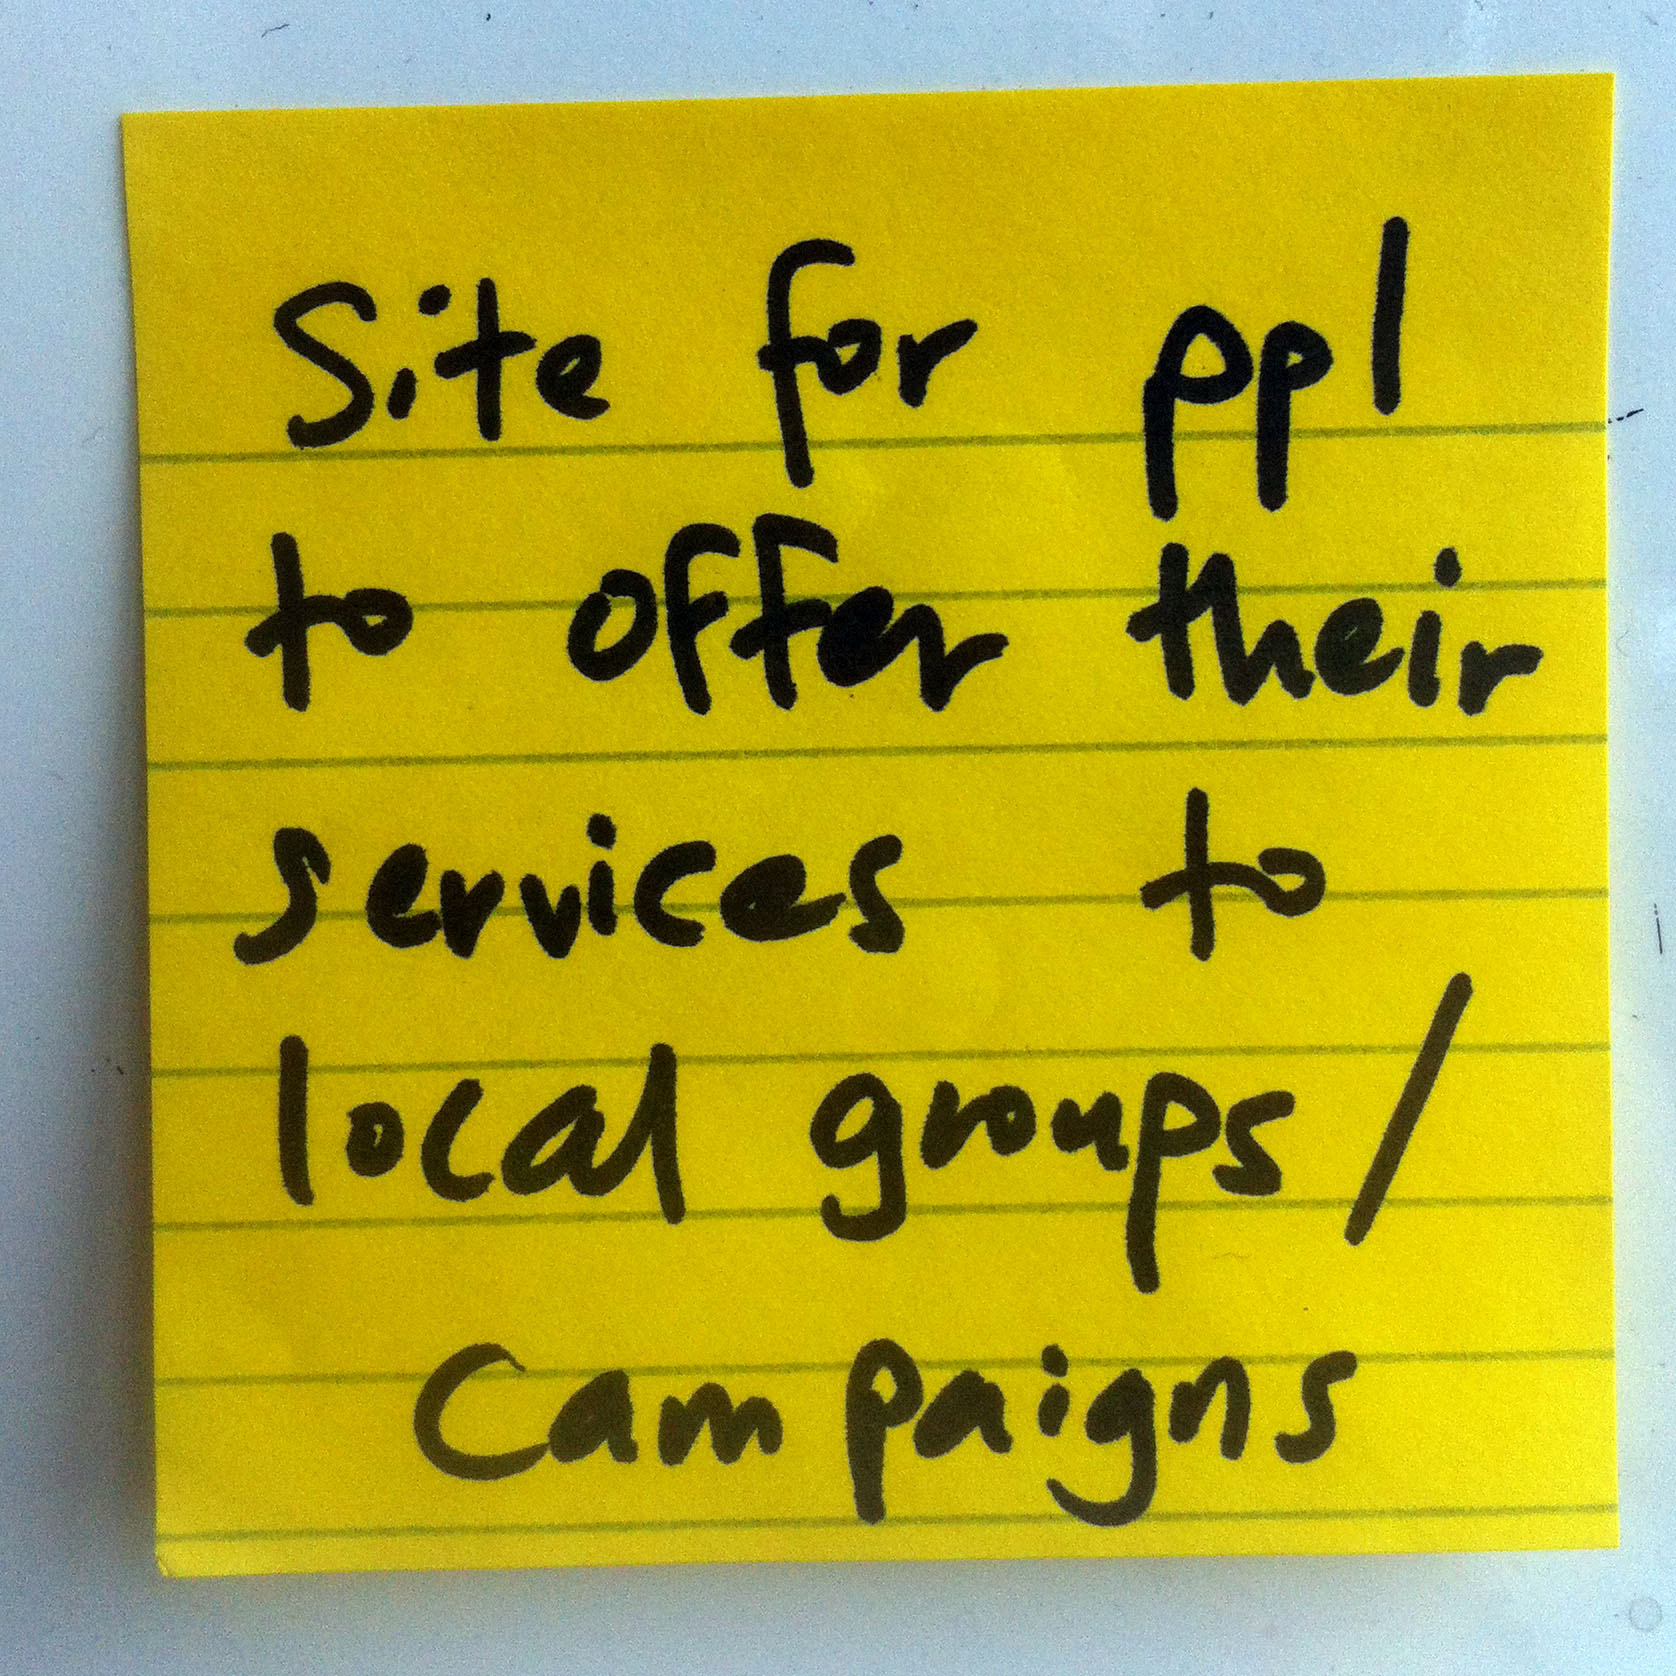 Site for ppl
to offer their
services to
local groups/
Campaigns